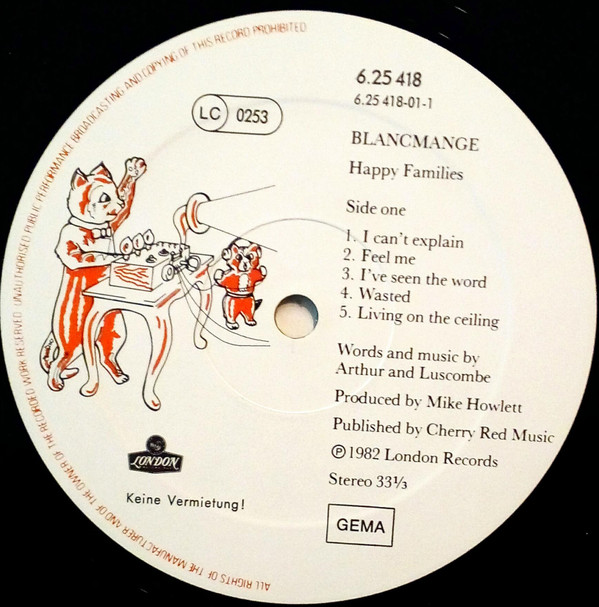 ALL RIGHTS OF THE MANUFACTURER AND OF THE OWNER OF THE RECORDED WORK RESERVED UNAUTHORISED PUBLIC PERFORMANCE BROADCASTING AND COPYING OF THIS RECORD PROHIBITED
6.25 418
6.25 418-01-1
LC 0253
BLANCMANGE
Happy Families
Side one
1. I can't explain
2. Feel me
3. I've seen the word
4. Wasted
5. Living on the ceiling
Words and music by
Arthur and Luscombe
Produced by Mike Howlett
Published by Cherry Red Music
℗ 1982 London Records
Stereo 33⅓
LONDON
Keine Vermietung!
GEMA